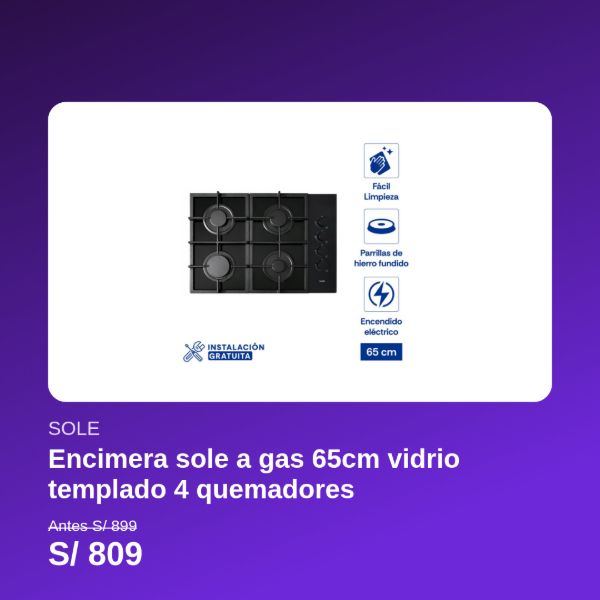 Fácil
Limpieza
Parrillas de
hierro fundido
Encendido
eléctrico
65 cm
INSTALACIÓN
GRATUITA
SOLE
Encimera sole a gas 65cm vidrio
templado 4 quemadores
Antes S/ 899
S/ 809